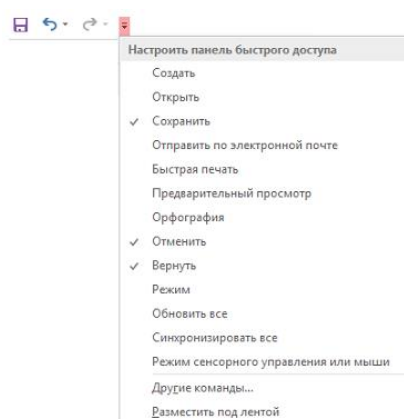 Настроить панель быстрого доступа
Создать
Открыть
Сохранить
Отправить по электронной почте
Быстрая печать
Предварительный просмотр
Орфография
Отменить
Вернуть
Режим
Обновить все
Синхронизировать все
Режим сенсорного управления или мыши
Другие команды...
Разместить под лентой